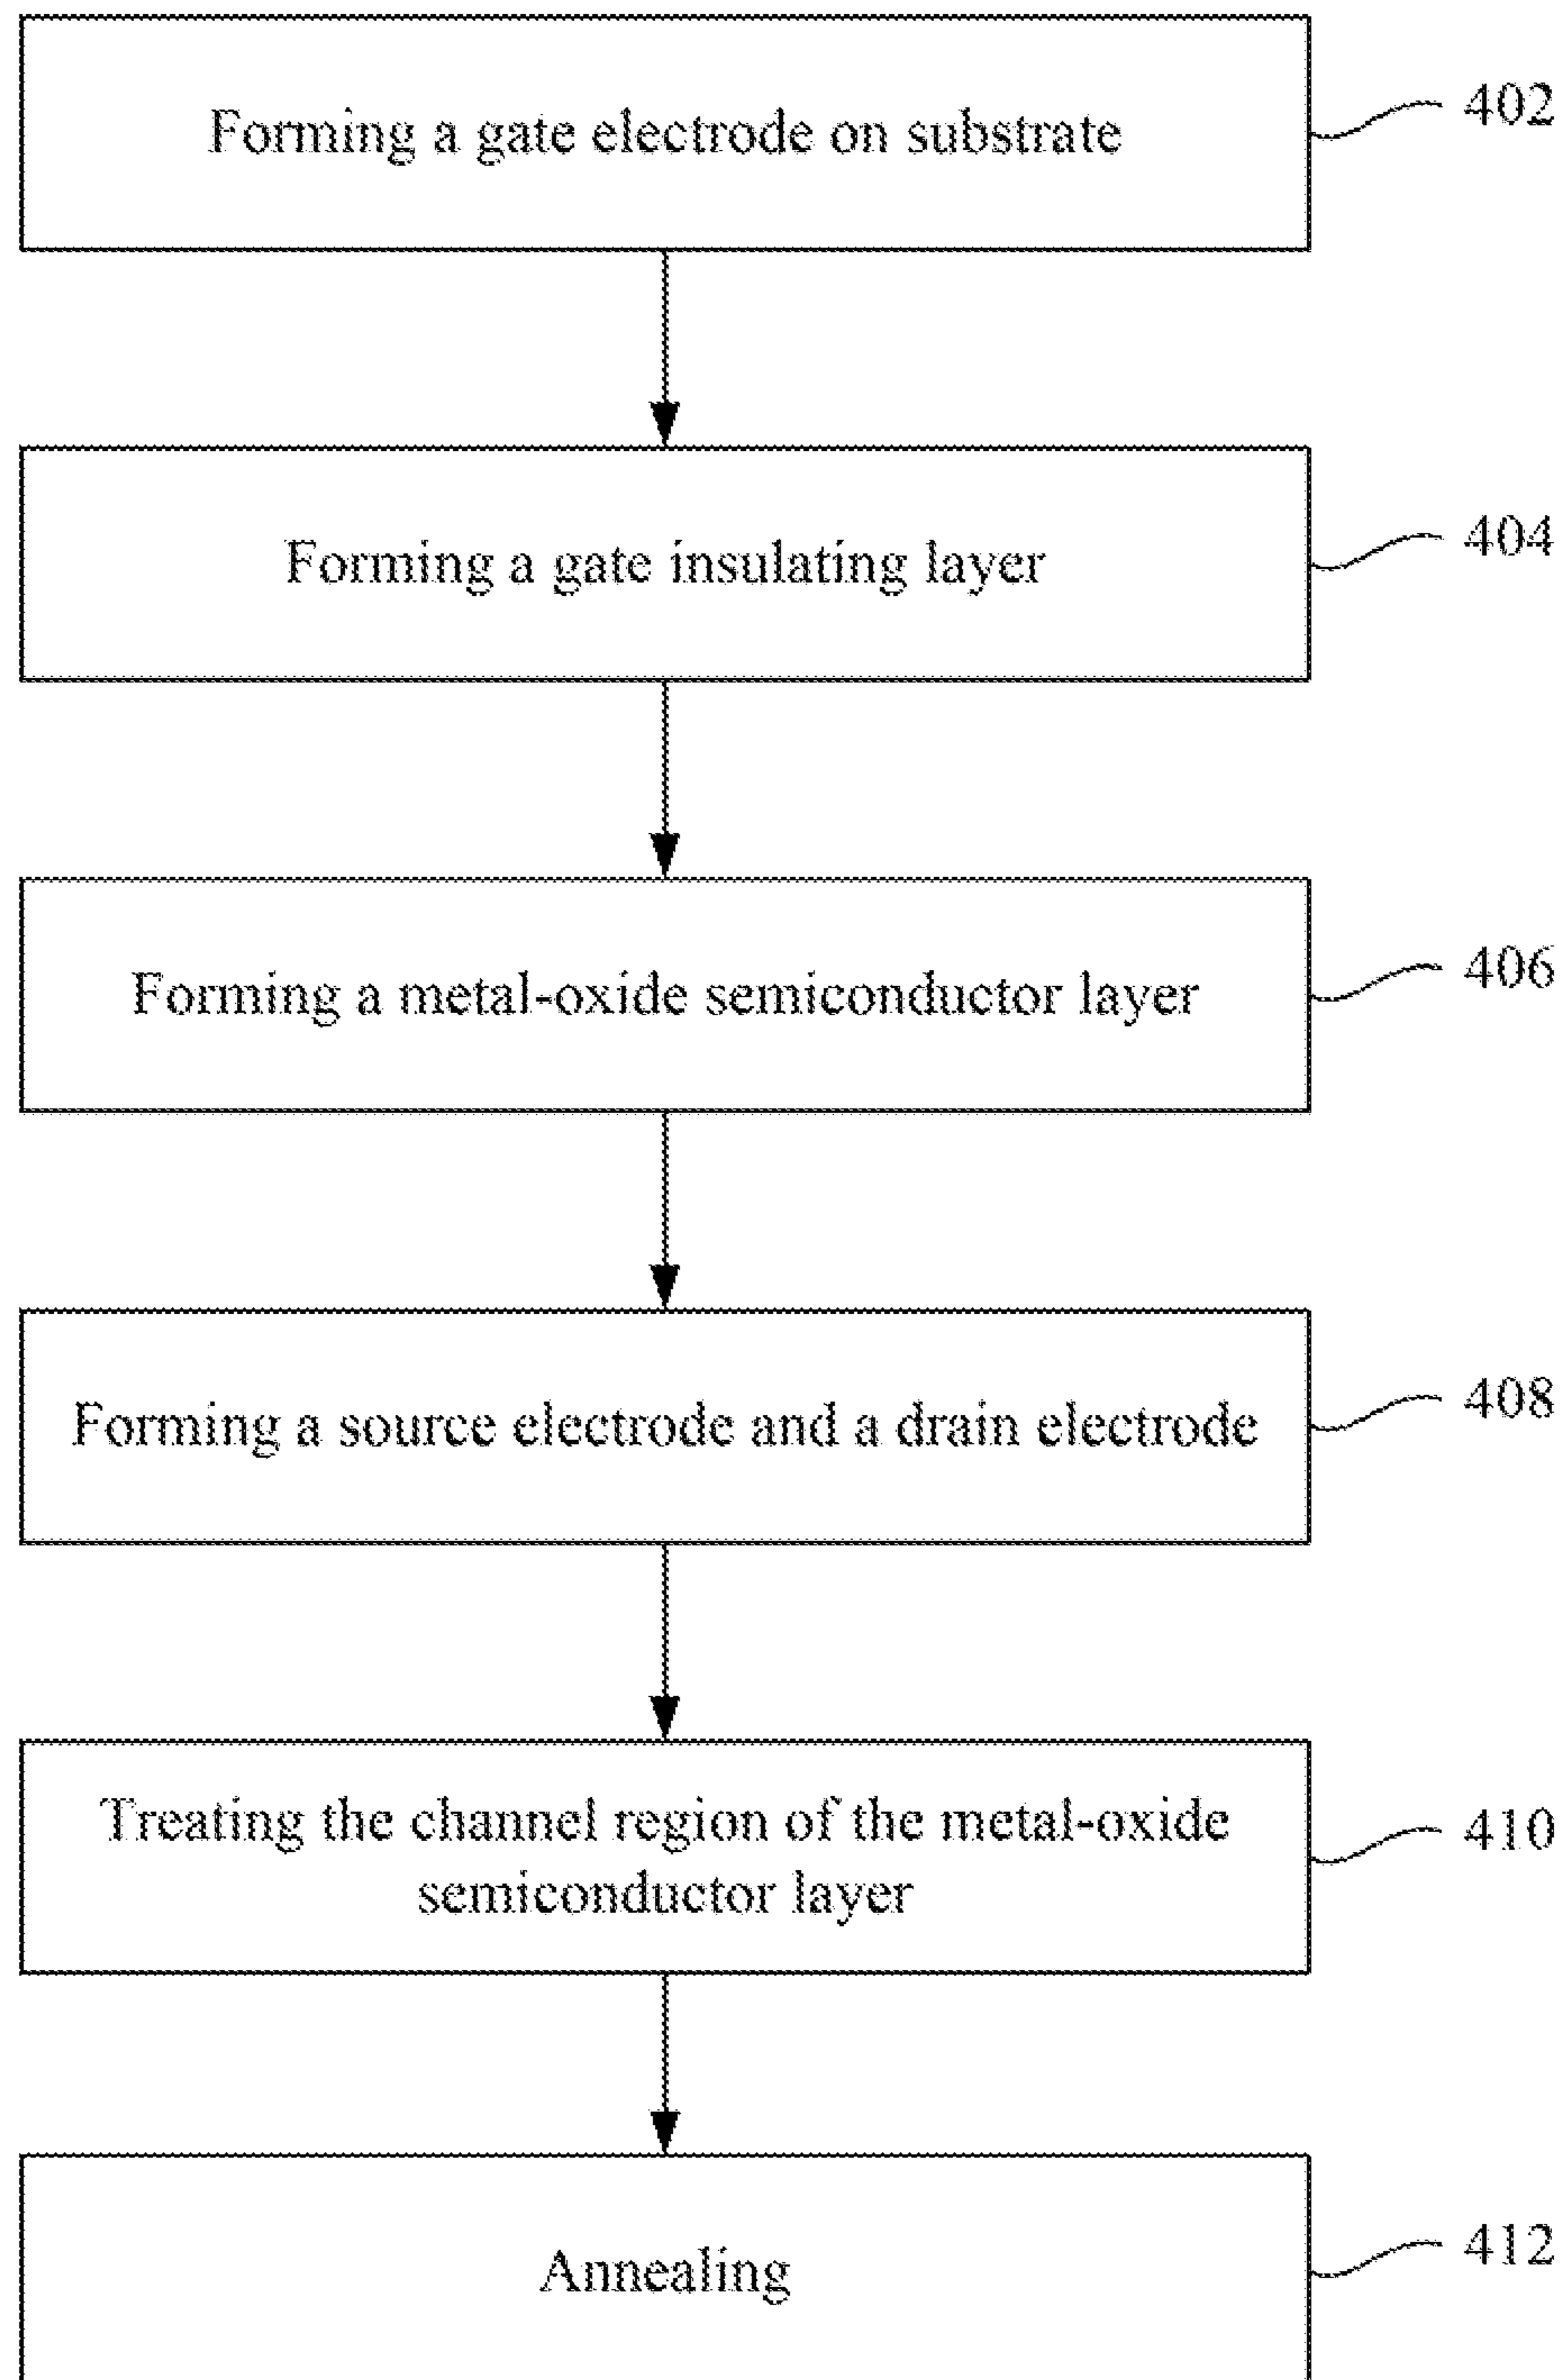 Forming a gate electrode on substrate
402
Forming a gate insulating layer
404
Forming a metal-oxide semiconductor layer
406
Forming a source electrode and a drain electrode
408
Treating the channel region of the metal-oxide
semiconductor layer
410
Annealing
412